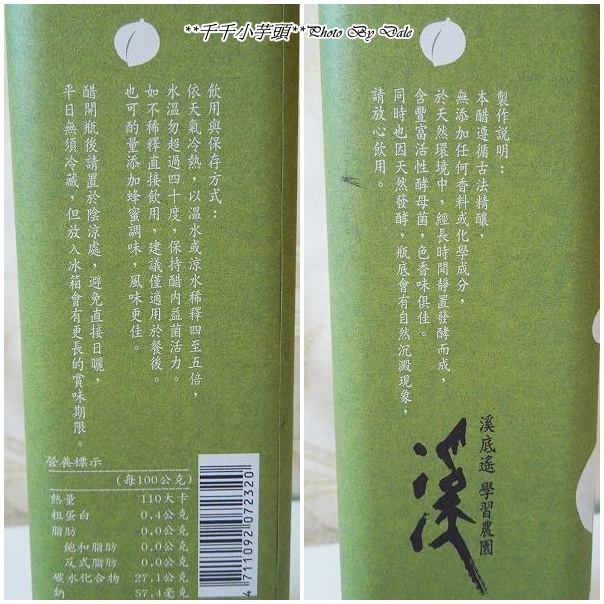 **千千小芋頭**Photo By Dale
飲用與保存方式：
依天氣冷熱，以溫水或涼水稀釋四至五倍，
水溫勿超過四十度，保持醋內益菌活力。
如不稀釋直接飲用，建議僅適用於餐後。
也可酌量添加蜂蜜調味，風味更佳。
醋開瓶後請置於陰涼處，避免直接日曬，
平日無須冷藏，但放入冰箱會有更長的賞味期限。
營養標示
(每100公克)
熱量 110大卡
粗蛋白 0.4公克
脂肪 0.0公克
飽和脂肪 0.0公克
反式脂肪 0.0公克
碳水化合物 27.1公克
鈉 57.4毫克
4711092072320
製作說明：
本醋遵循古法精釀，
無添加任何香料或化學成分，
於天然環境中，經長時間靜置發酵而成，
含豐富活性酵母菌，色香味俱佳。
同時也因天然發酵，瓶底會有自然沉澱現象，
請放心飲用。
溪底遙 學習農園
溪